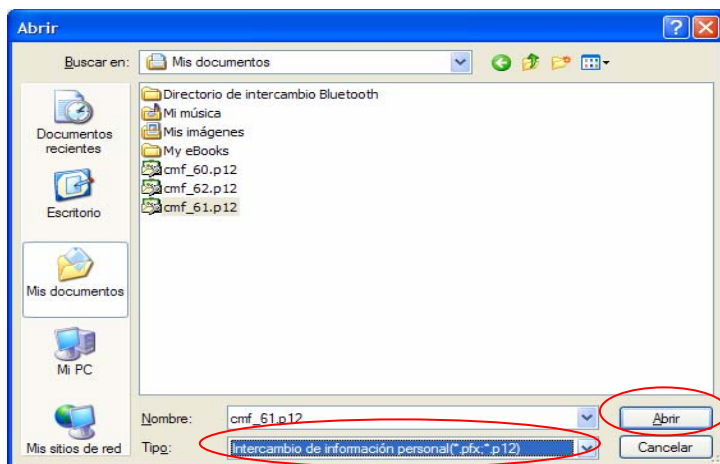 Abrir
Buscar en:
Mis documentos
Documentos
recientes
Escritorio
Mis documentos
Mi PC
Mis sitios de red
Directorio de intercambio Bluetooth
Mi música
Mis imágenes
My eBooks
cmf_60.p12
cmf_62.p12
cmf_61.p12
Nombre:
cmf_61.p12
Abrir
Tipo:
Intercambio de información personal(*.pfx;*.p12)
Cancelar